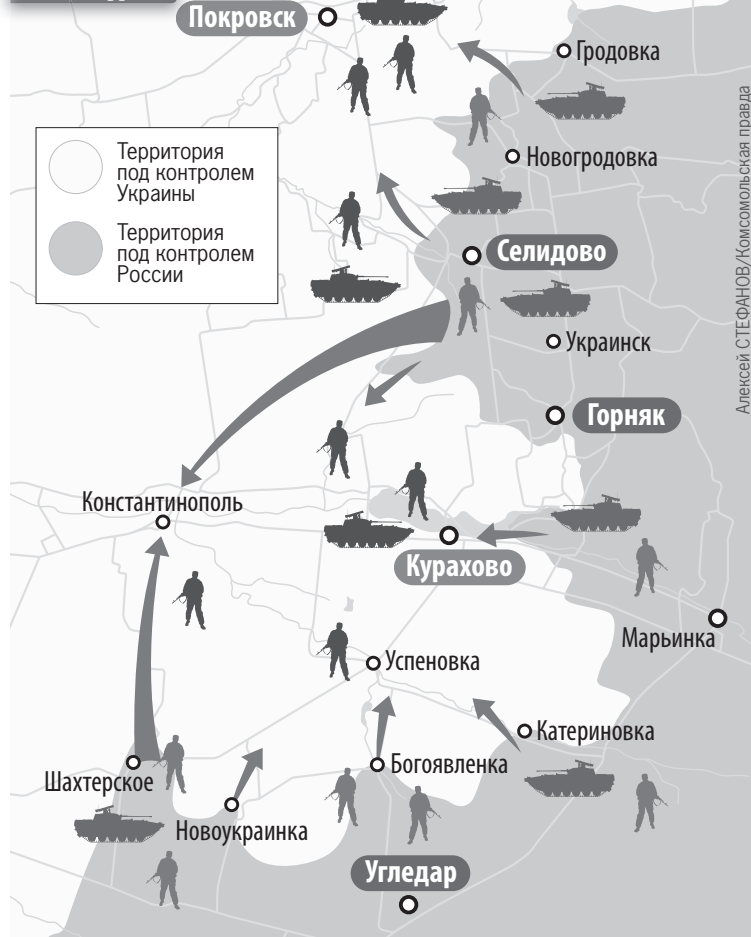 Покровск
Гродовка
Территория
под контролем
Украины
Территория
под контролем
России
Новогродовка
Селидово
Украинск
Горняк
Константинополь
Курахово
Марьинка
Успеновка
Катериновка
Богоявленка
Шахтерское
Новоукраинка
Угледар
Алексей СТЕФАНОВ/Комсомольская правда